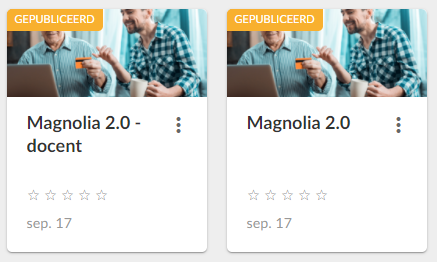 GEPUBLICEERD
Magnolia 2.0 -
docent
sep. 17
GEPUBLICEERD
Magnolia 2.0
sep. 17